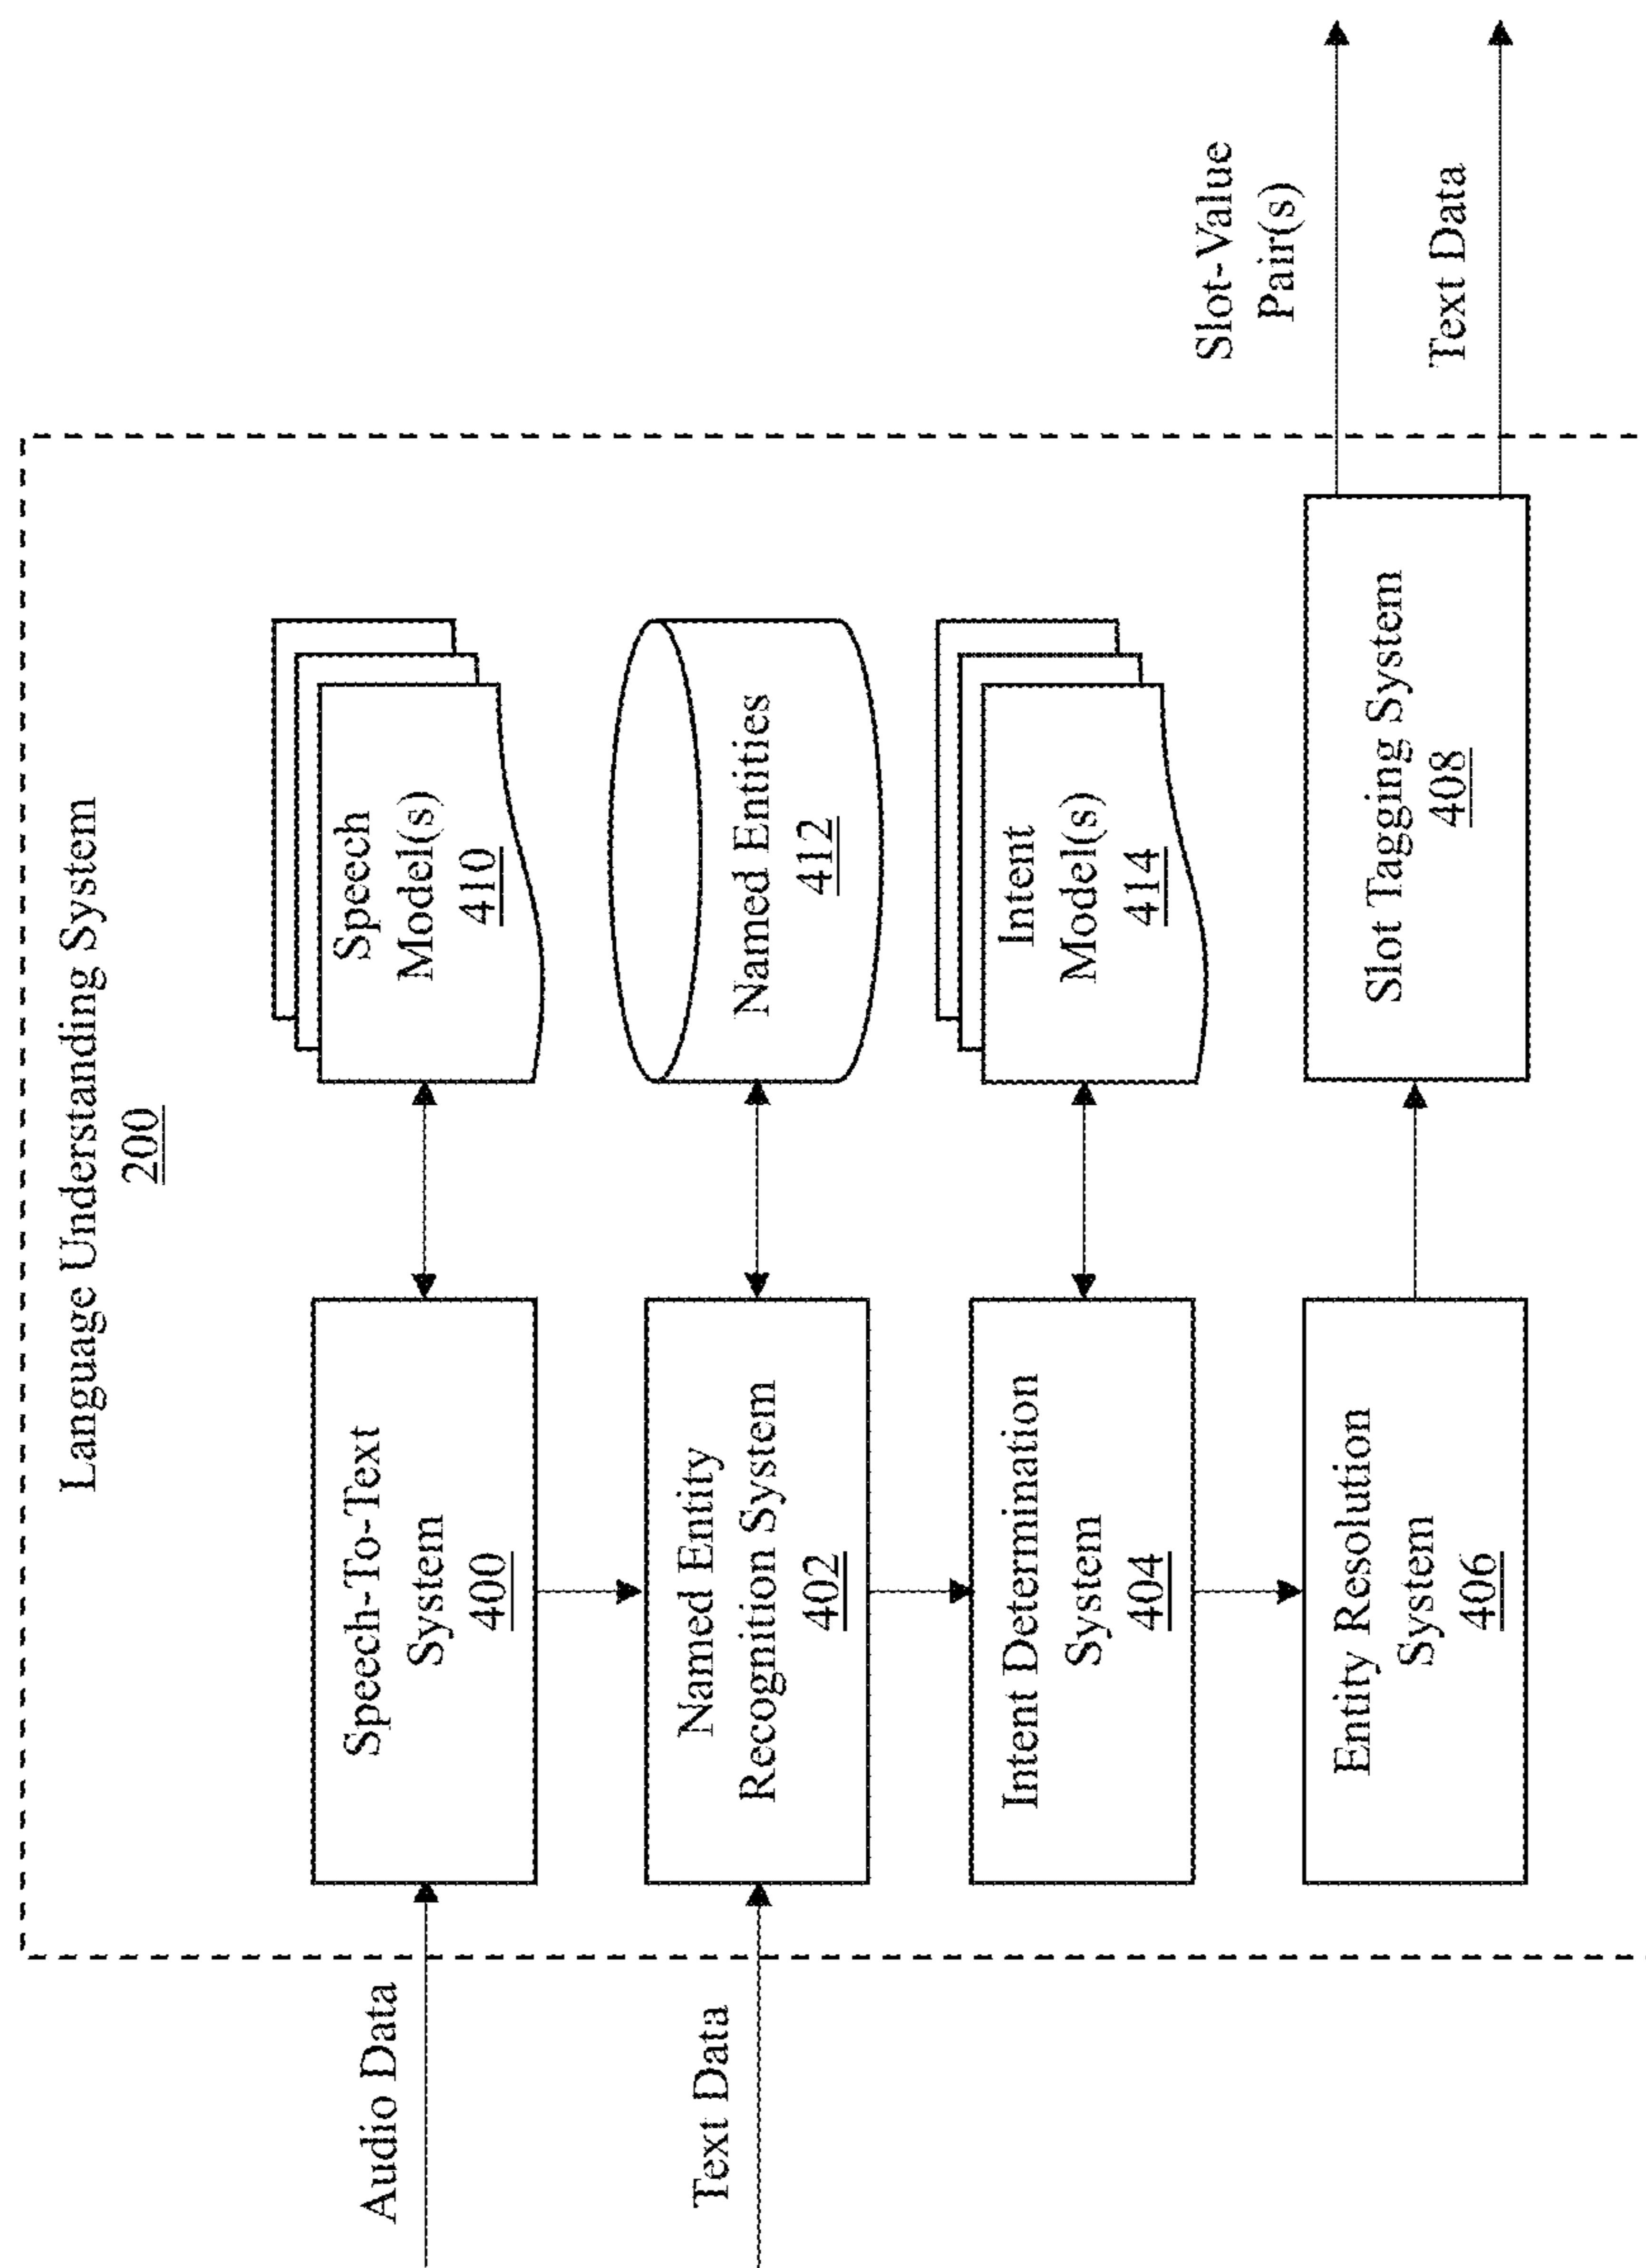 Language Understanding System
200
Audio Data
Speech-To-Text
System
400
Speech
Model(s)
410
Text Data
Named Entity
Recognition System
402
Named Entities
412
Intent Determination
System
404
Intent
Model(s)
414
Entity Resolution
System
406
Slot Tagging System
408
Slot-Value
Pair(s)
Text Data